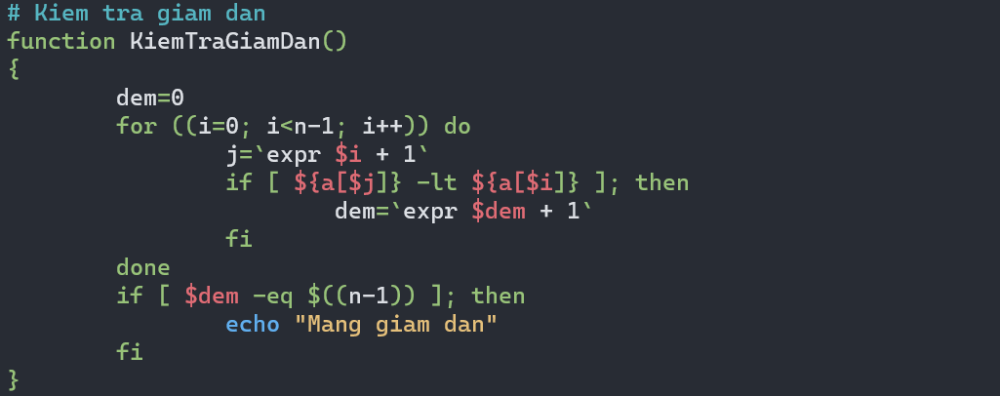 # Kiem tra giam dan
function KiemTraGiamDan()
{
        dem=0
        for ((i=0; i<n-1; i++)) do
                j=`expr $i + 1`
                if [ ${a[$j]} -lt ${a[$i]} ]; then
                        dem=`expr $dem + 1`
                fi
        done
        if [ $dem -eq $((n-1)) ]; then
                echo "Mang giam dan"
        fi
}